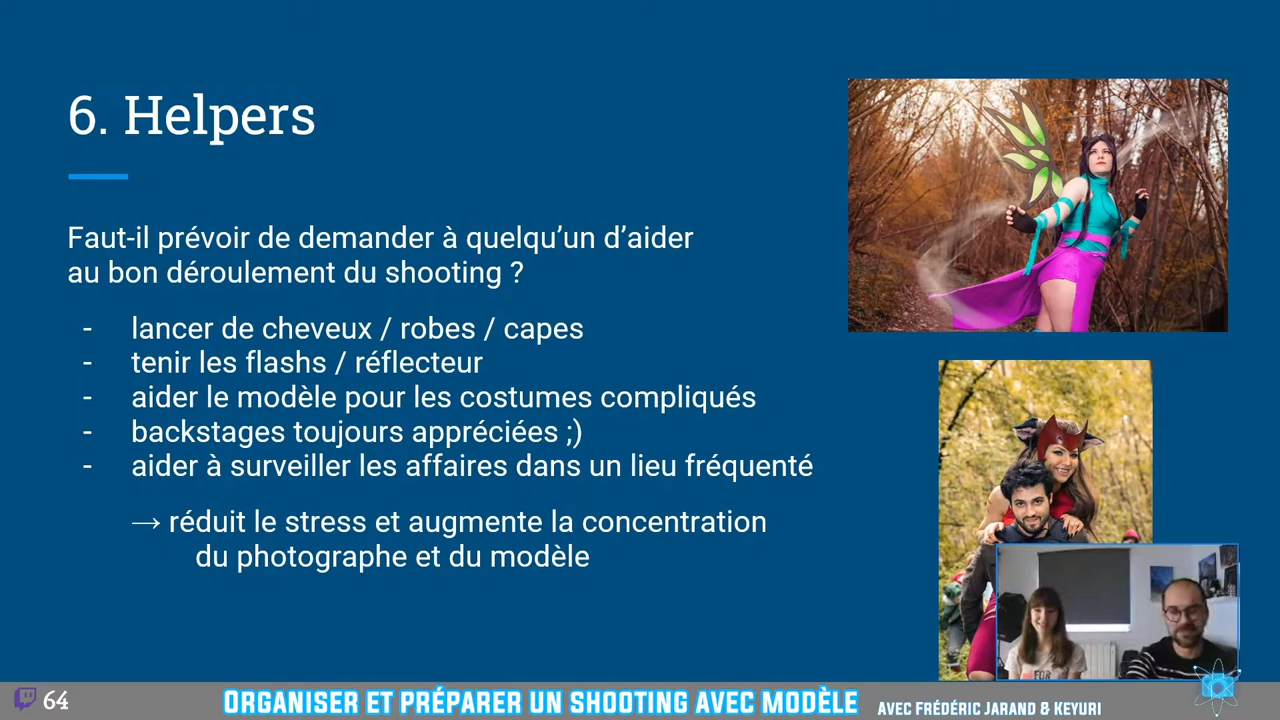 6. Helpers
Faut-il prévoir de demander à quelqu’un d’aider
au bon déroulement du shooting ?
- lancer de cheveux / robes / capes
- tenir les flashs / réflecteur
- aider le modèle pour les costumes compliqués
- backstages toujours appréciées ;)
- aider à surveiller les affaires dans un lieu fréquenté
→ réduit le stress et augmente la concentration
du photographe et du modèle
FOR
64
ORGANISER ET PRÉPARER UN SHOOTING AVEC MODÈLE
AVEC FRÉDÉRIC JARAND & KEYURI